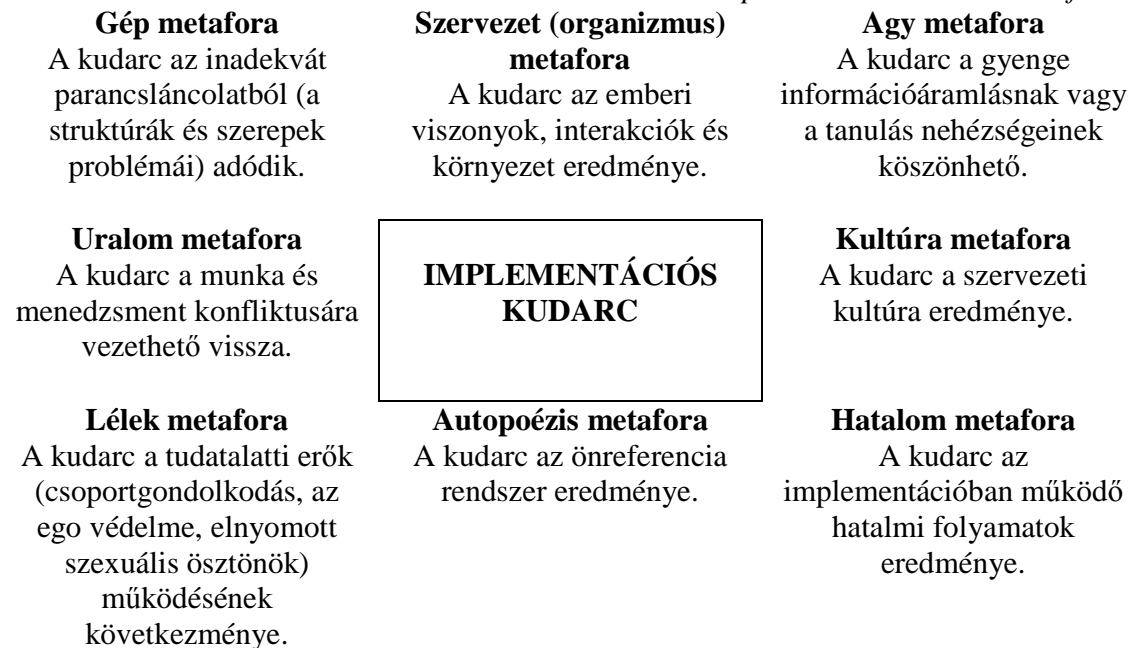 Gép metafora
A kudarc az inadekvát
parancsláncolatból (a
struktúrák és szerepek
problémái) adódik.
Szervezet (organizmus)
metafora
A kudarc az emberi
viszonyok, interakciók és
környezet eredménye.
Agy metafora
A kudarc a gyenge
információáramlásnak vagy
a tanulás nehézségeinek
köszönhető.
Uralom metafora
A kudarc a munka és
menedzsment konfliktusára
vezethető vissza.
IMPLEMENTÁCIÓS
KUDARC
Kultúra metafora
A kudarc a szervezeti
kultúra eredménye.
Lélek metafora
A kudarc a tudatalatti erők
(csoportgondolkodás, az
ego védelme, elnyomott
szexuális ösztönök)
működésének
következménye.
Autopoézis metafora
A kudarc az önreferencia
rendszer eredménye.
Hatalom metafora
A kudarc az
implementációban működő
hatalmi folyamatok
eredménye.